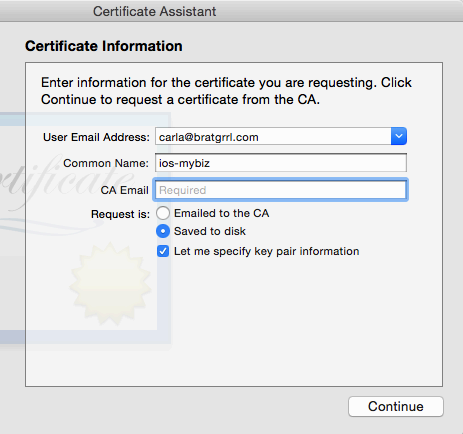 Certificate Assistant
Certificate Information
Enter information for the certificate you are requesting. Click
Continue to request a certificate from the CA.
User Email Address: carla@bratgrrl.com
Common Name: ios-mybiz
CA Email Required
Request is: Emailed to the CA
Saved to disk
Let me specify key pair information
Continue